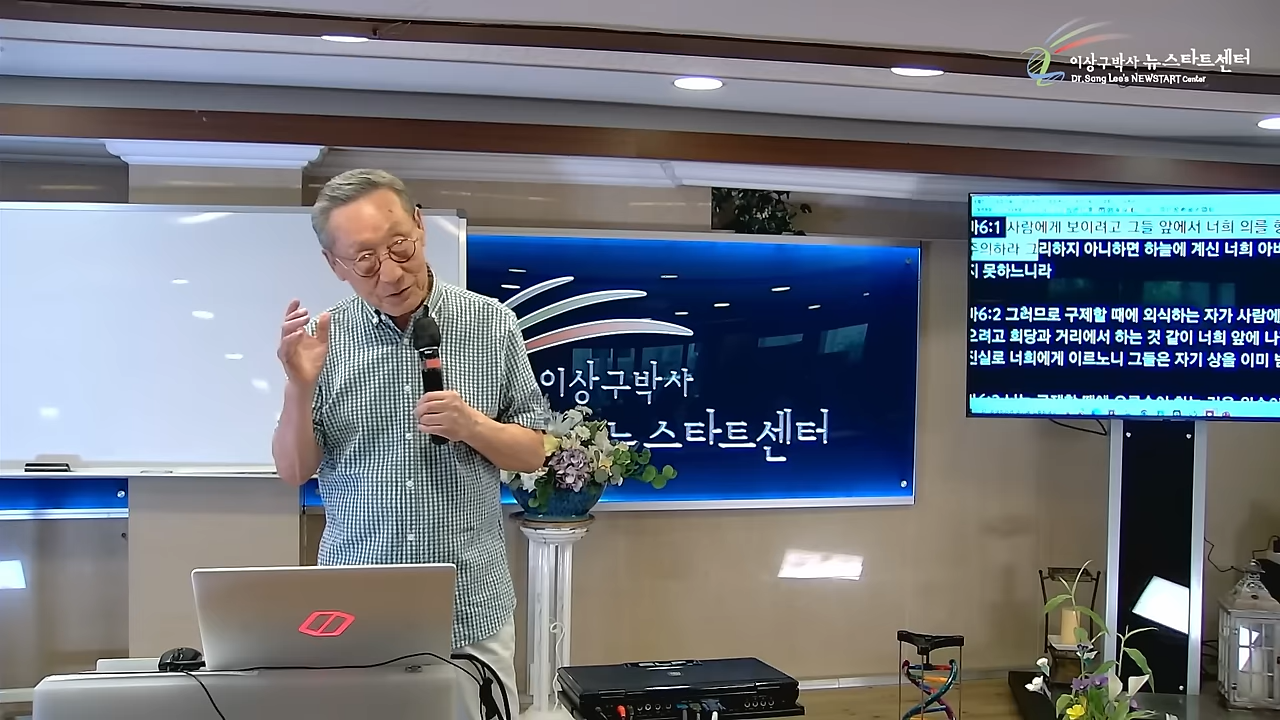 이상구박사 뉴스타트센터
Dr. Sang Lee's NEWSTART Center
이상구박사
뉴스타트센터
마6:1 사람에게 보이려고 그들 앞에서 너희 의를
주의하라 그리하지 아니하면 하늘에 계신 너희
지 못하느니라
마6:2 그러므로 구제할 때에 외식하는 자가 사람에
으려고 회당과 거리에서 하는 것 같이 너희 앞에 나
진실로 너희에게 이르노니 그들은 자기 상을 이미